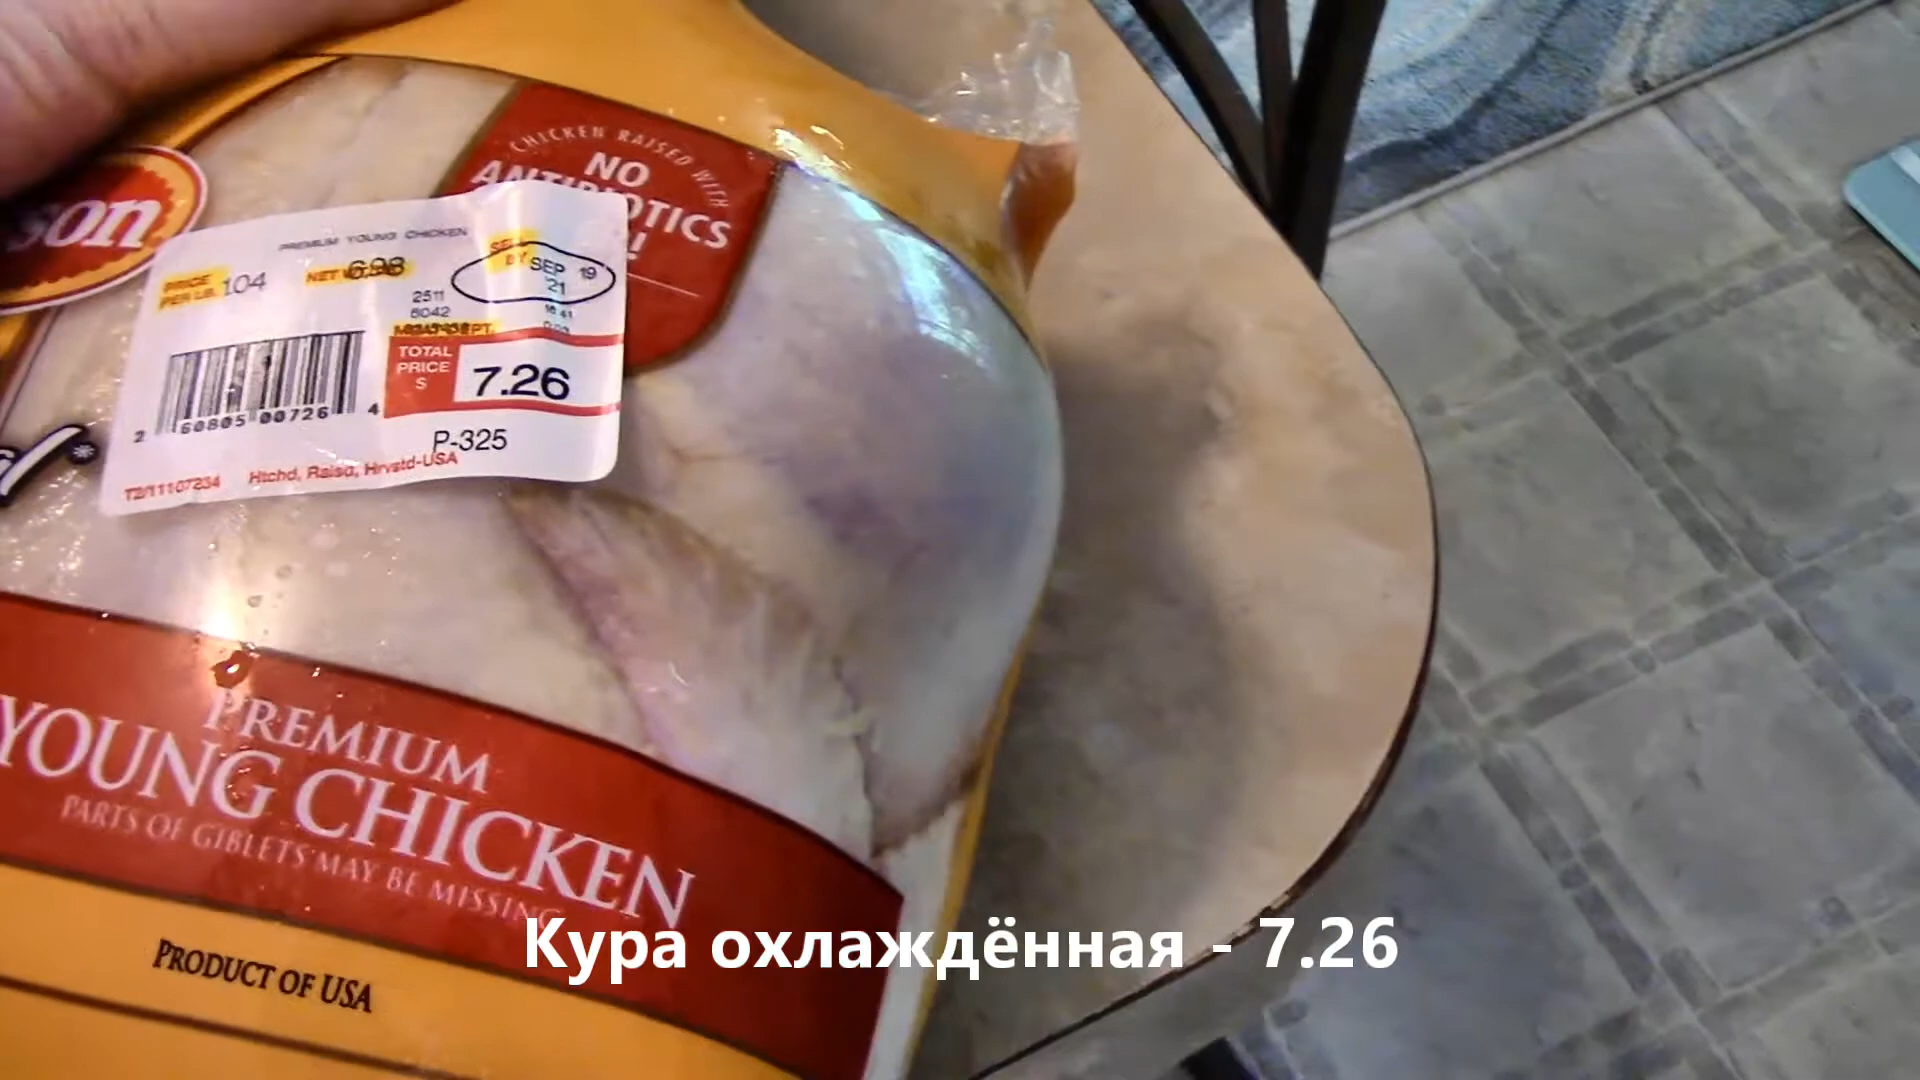 CHICKEN RAISED WITH
NO
son
PREMIUM YOUNG CHICKEN
PRICE
PER LB.
1.04
NET
6.98
SELL
BY
SEP 19
'21
2511
6042
16 41
TOTAL
PRICE
$
7.26
2 60805 00726 4
P-325
T2/11107234
Htchd, Raisd, Hrvstd-USA
PREMIUM
YOUNG CHICKEN
PARTS OF GIBLETS MAY BE MISSING
PRODUCT OF USA
Кура охлаждённая - 7.26